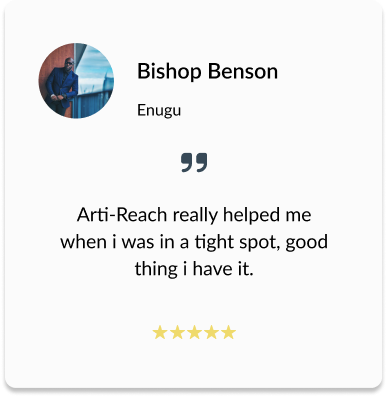 Bishop Benson
Enugu
”
Arti-Reach really helped me
when i was in a tight spot, good
thing i have it.